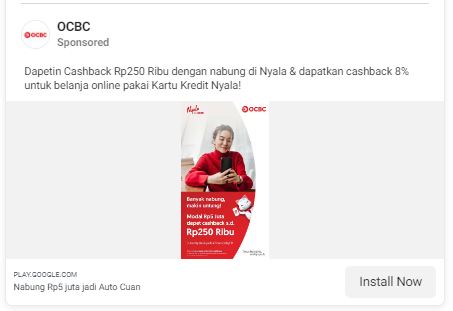 OCBC
OCBC
Sponsored
Dapetin Cashback Rp250 Ribu dengan nabung di Nyala & dapatkan cashback 8%
untuk belanja online pakai Kartu Kredit Nyala!
Nyala
OCBC
Banyak nabung,
makin untung!
Modal Rp5 juta
dapet cashback s.d.
Rp250 Ribu
PLAY.GOOGLE.COM
Nabung Rp5 juta jadi Auto Cuan
Install Now